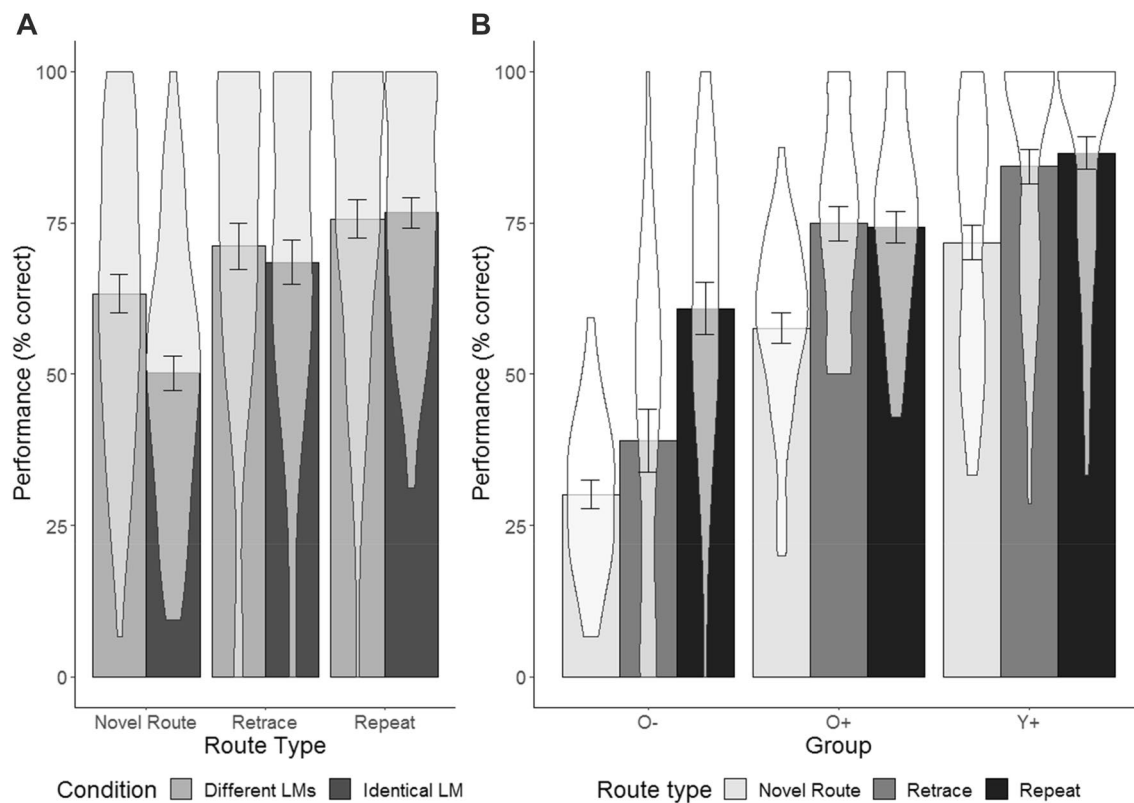 A
Performance (% correct)
100
75
50
25
0
Novel Route
Retrace
Repeat
Route Type
Condition
Different LMs
Identical LM
B
Performance (% correct)
100
75
50
25
0
O-
O+
Y+
Group
Route type
Novel Route
Retrace
Repeat